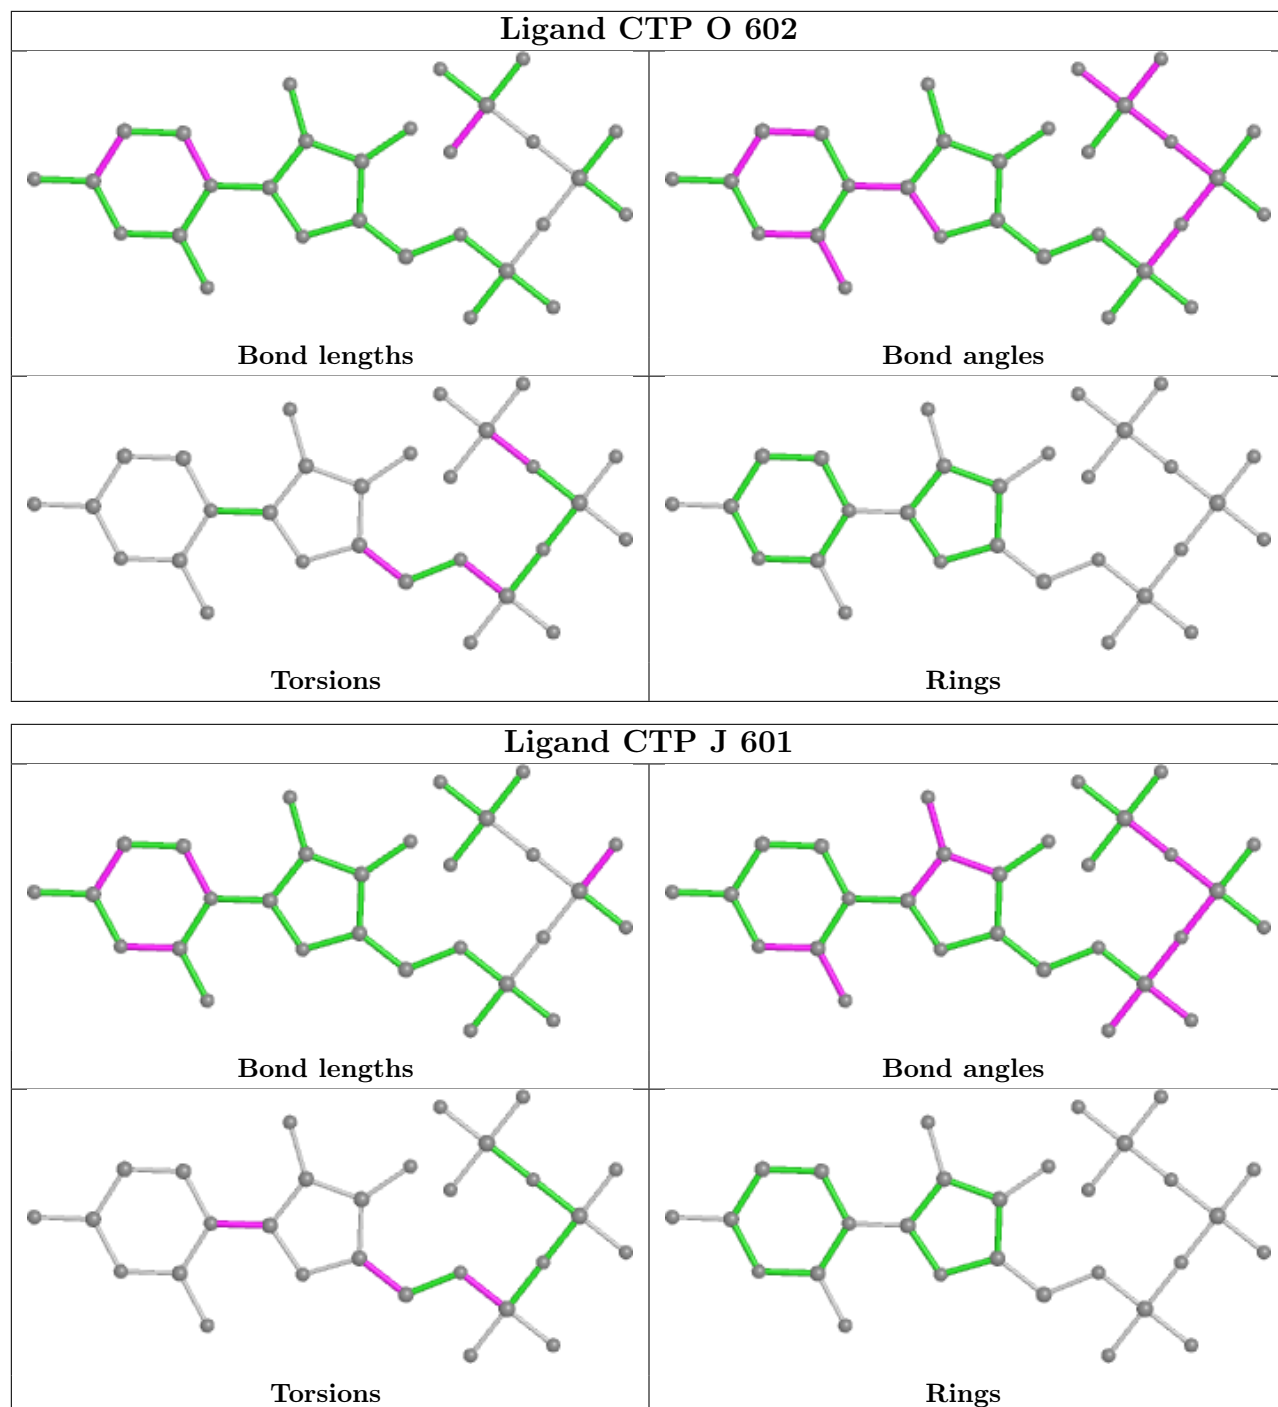 Ligand CTP O 602
Bond lengths
Bond angles
Torsions
Rings
Ligand CTP J 601
Bond lengths
Bond angles
Torsions
Rings